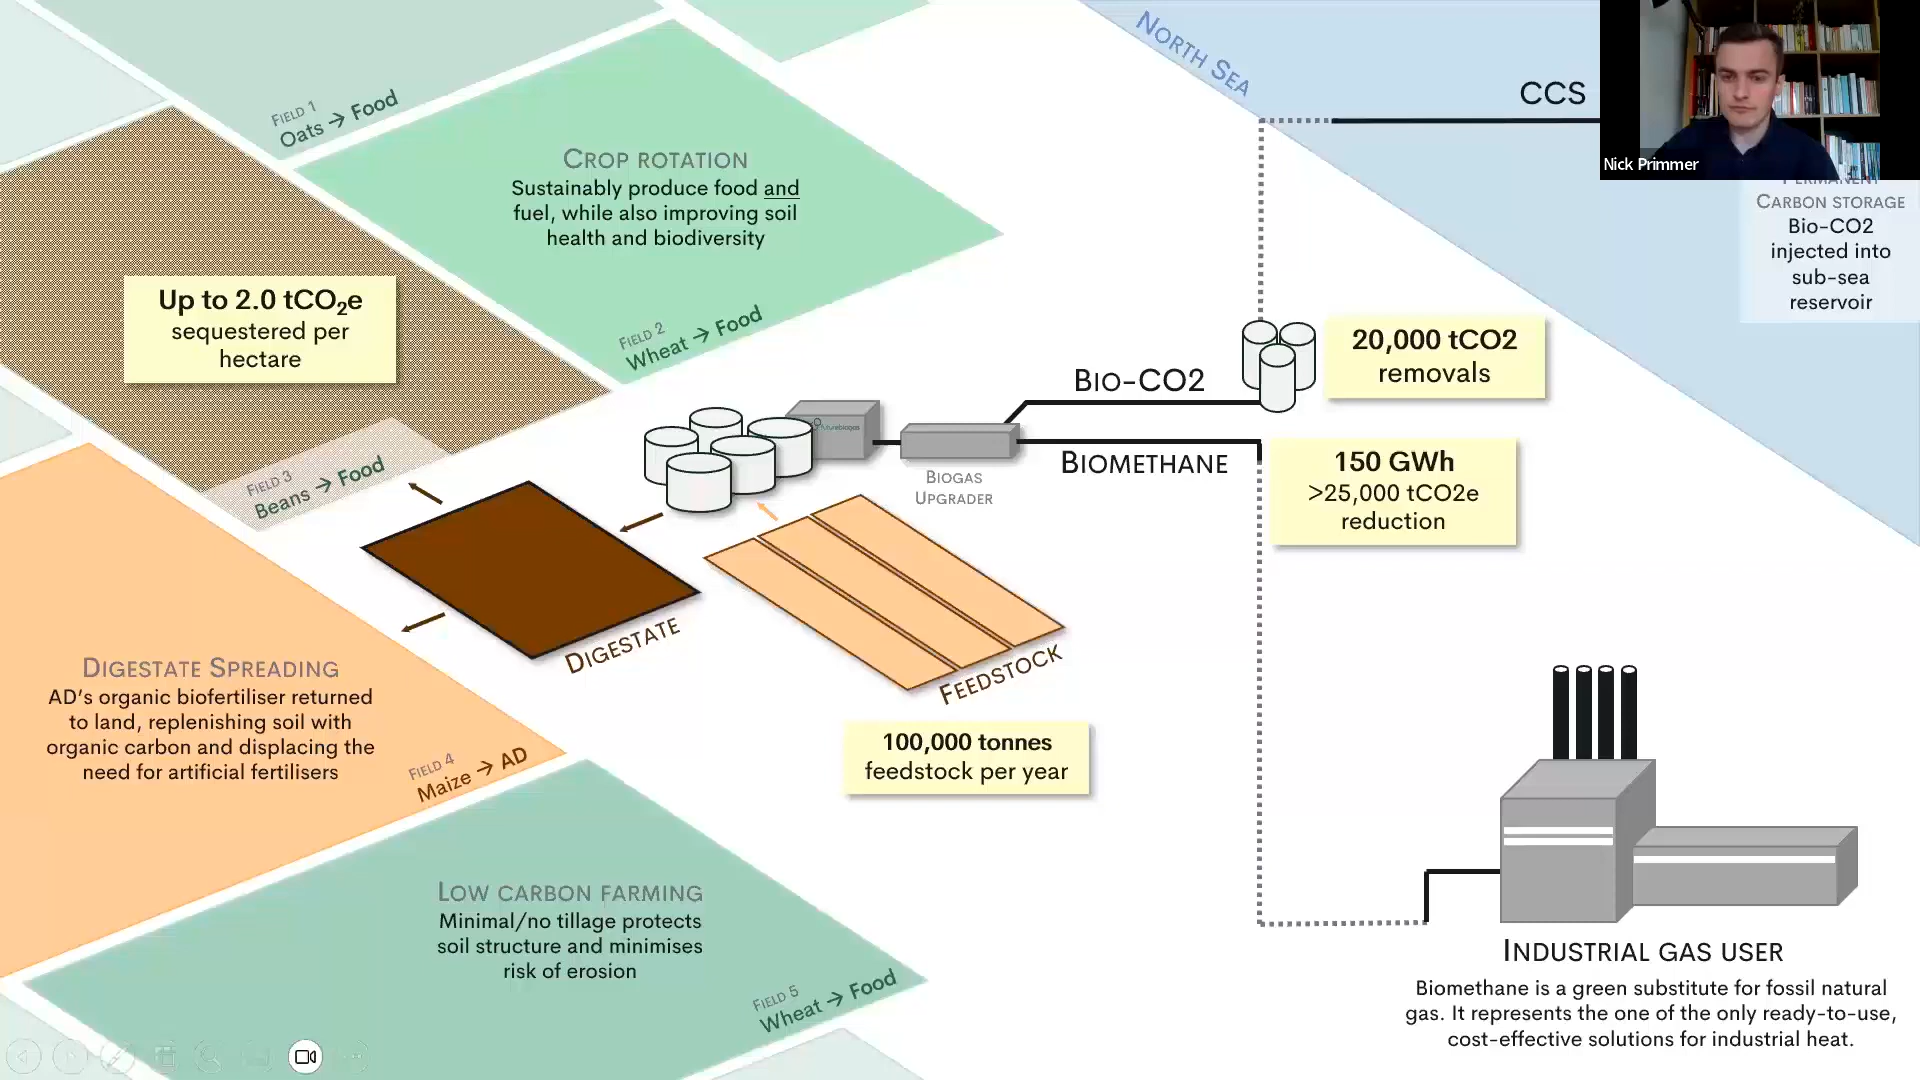 NORTH SEA
CCS
Nick Primmer
PERMANENT
CARBON STORAGE
Bio-CO2
injected into
sub-sea
reservoir
FIELD 1
Oats → Food
CROP ROTATION
Sustainably produce food and
fuel, while also improving soil
health and biodiversity
Up to 2.0 tCO₂e
sequestered per
hectare
FIELD 2
Wheat → Food
20,000 tCO2
removals
BIO-CO2
futurebiogas
BIOMETHANE
BIOGAS
UPGRADER
150 GWh
>25,000 tCO2e
reduction
FIELD 3
Beans → Food
DIGESTATE
FEEDSTOCK
DIGESTATE SPREADING
AD's organic biofertiliser returned
to land, replenishing soil with
organic carbon and displacing the
need for artificial fertilisers
FIELD 4
Maize → AD
100,000 tonnes
feedstock per year
LOW CARBON FARMING
Minimal/no tillage protects
soil structure and minimises
risk of erosion
FIELD 5
Wheat → Food
INDUSTRIAL GAS USER
Biomethane is a green substitute for fossil natural
gas. It represents the one of the only ready-to-use,
cost-effective solutions for industrial heat.